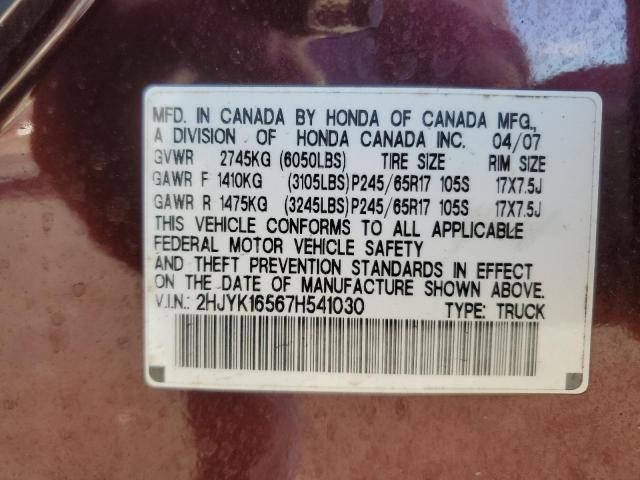 MFD. IN CANADA BY HONDA OF CANADA MFG.,
A DIVISION OF HONDA CANADA INC. 04/07
GVWR 2745KG (6050LBS) TIRE SIZE RIM SIZE
GAWR F 1410KG (3105LBS) P245/65R17 105S 17X7.5J
GAWR R 1475KG (3245LBS) P245/65R17 105S 17X7.5J
THIS VEHICLE CONFORMS TO ALL APPLICABLE
FEDERAL MOTOR VEHICLE SAFETY
AND THEFT PREVENTION STANDARDS IN EFFECT
ON THE DATE OF MANUFACTURE SHOWN ABOVE.
V.I.N.: 2HJYK16567H541030 TYPE: TRUCK